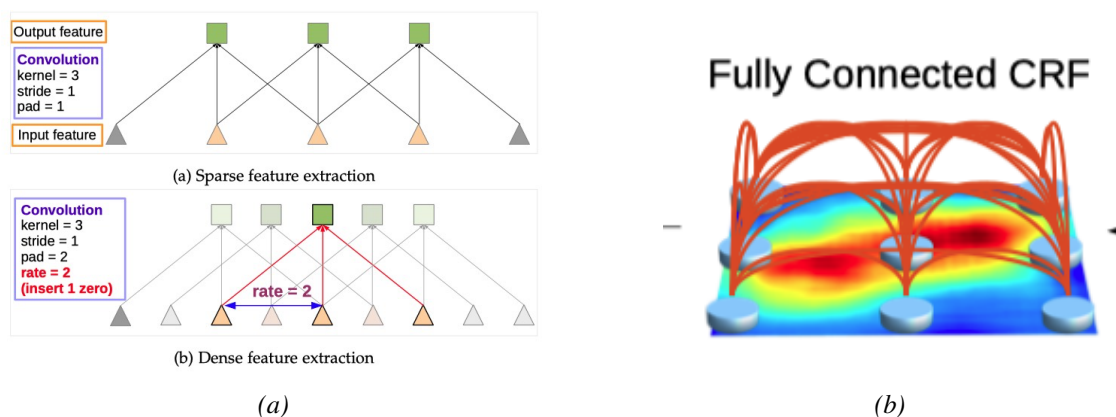 Output feature
Convolution
kernel = 3
stride = 1
pad = 1
Input feature
(a) Sparse feature extraction
Convolution
kernel = 3
stride = 1
pad = 2
rate = 2
(insert 1 zero)
rate = 2
(b) Dense feature extraction
(a)
Fully Connected CRF
(b)